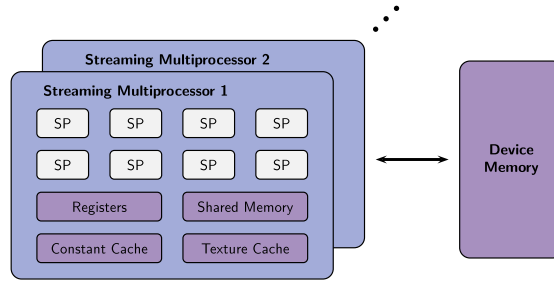 Streaming Multiprocessor 2
Streaming Multiprocessor 1
SP SP SP SP
SP SP SP SP
Registers Shared Memory
Constant Cache Texture Cache
Device
Memory